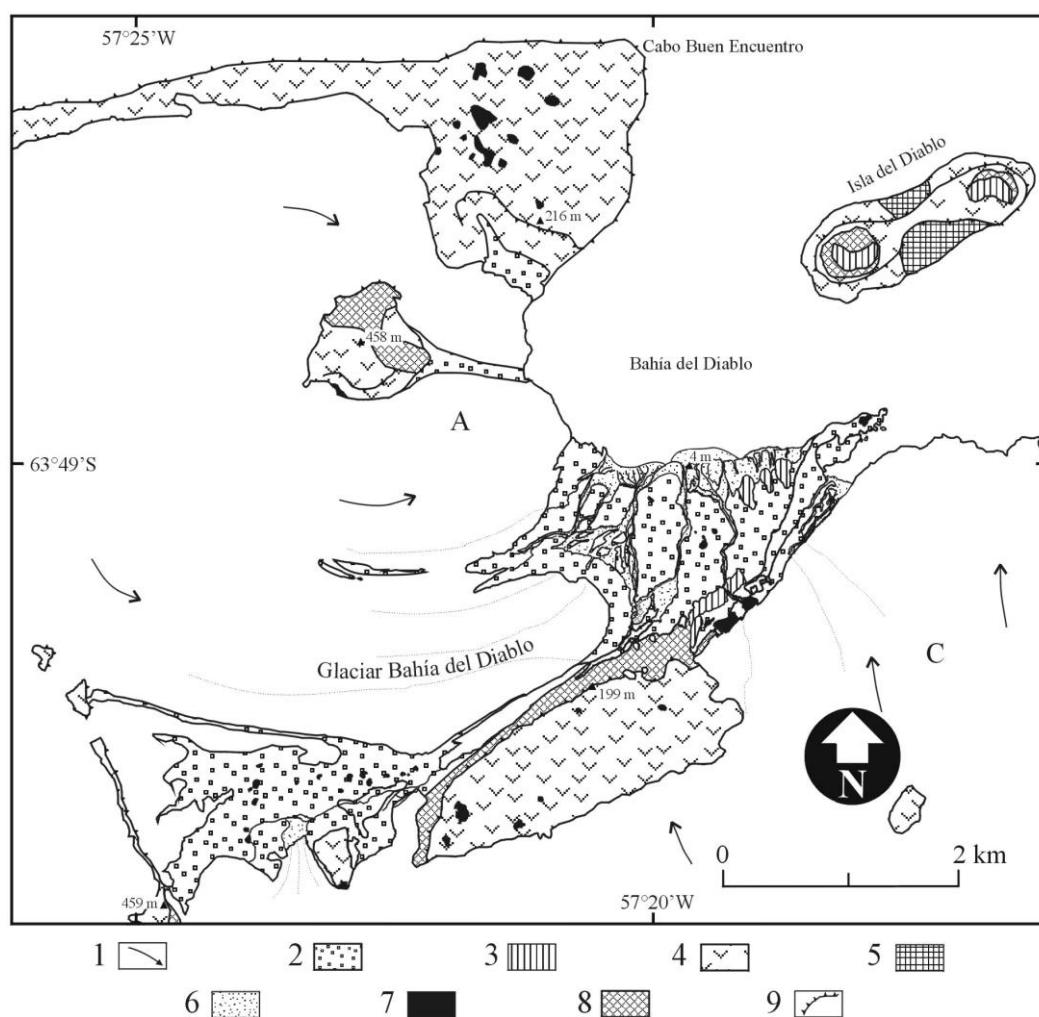 57°25'W
Cabo Buen Encuentro
Isla del Diablo
216 m
458 m
Bahía del Diablo
A
63°49'S
4 m
Glaciar Bahía del Diablo
C
199 m
N
0 2 km
459 m
57°20'W
1 2 3 4 5
6 7 8 9